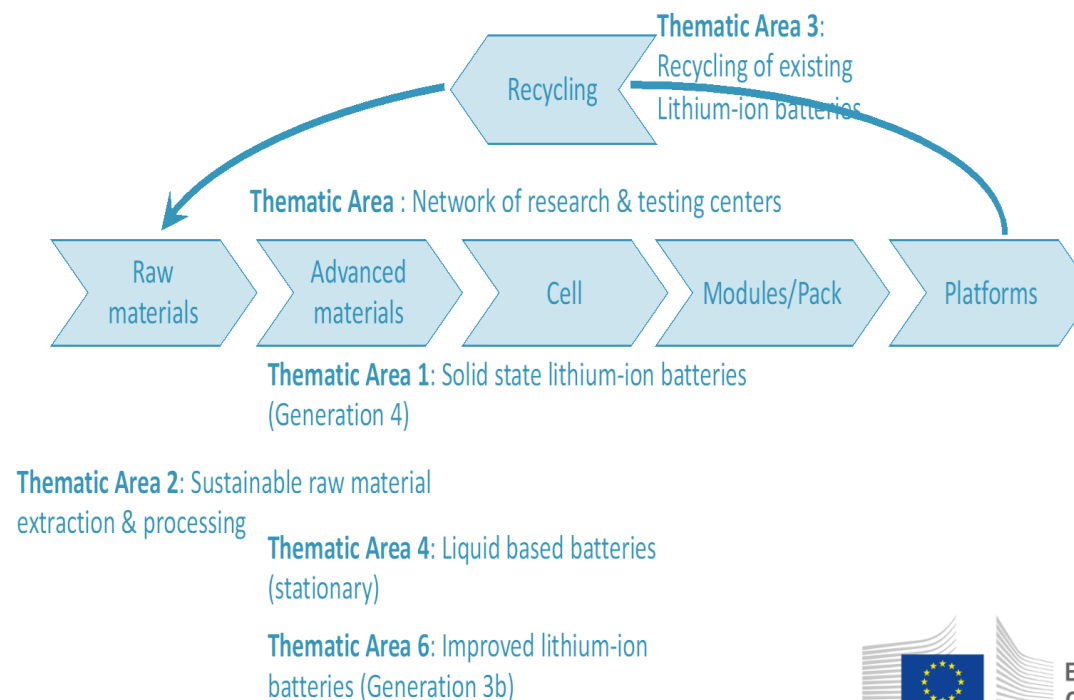 Thematic Area 3:
Recycling of existing
Lithium-ion batteries
Recycling
Thematic Area : Network of research & testing centers
Raw
materials
Advanced
materials
Cell
Modules/Pack
Platforms
Thematic Area 1: Solid state lithium-ion batteries
(Generation 4)
Thematic Area 2: Sustainable raw material
extraction & processing
Thematic Area 4: Liquid based batteries
(stationary)
Thematic Area 6: Improved lithium-ion
batteries (Generation 3b)